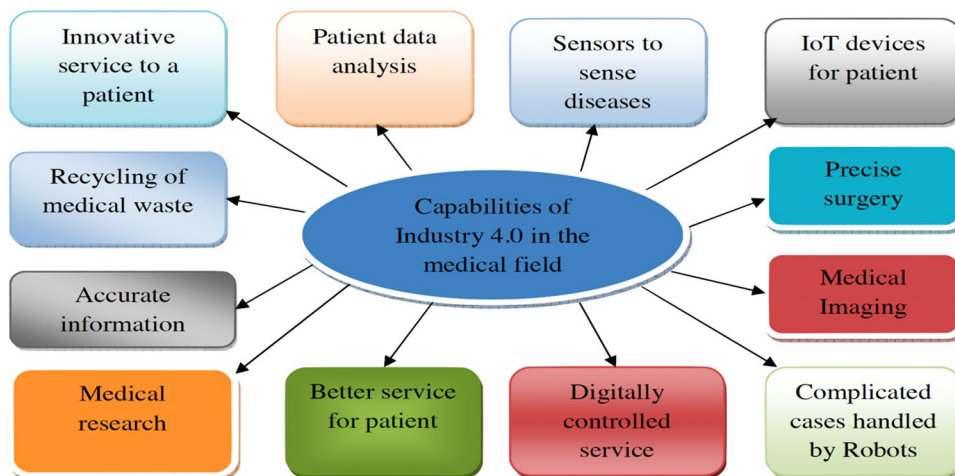 Innovative
service to a
patient
Patient data
analysis
Sensors to
sense
diseases
IoT devices
for patient
Recycling of
medical waste
Capabilities of
Industry 4.0 in the
medical field
Precise
surgery
Accurate
information
Medical
Imaging
Medical
research
Better service
for patient
Digitally
controlled
service
Complicated
cases handled
by Robots